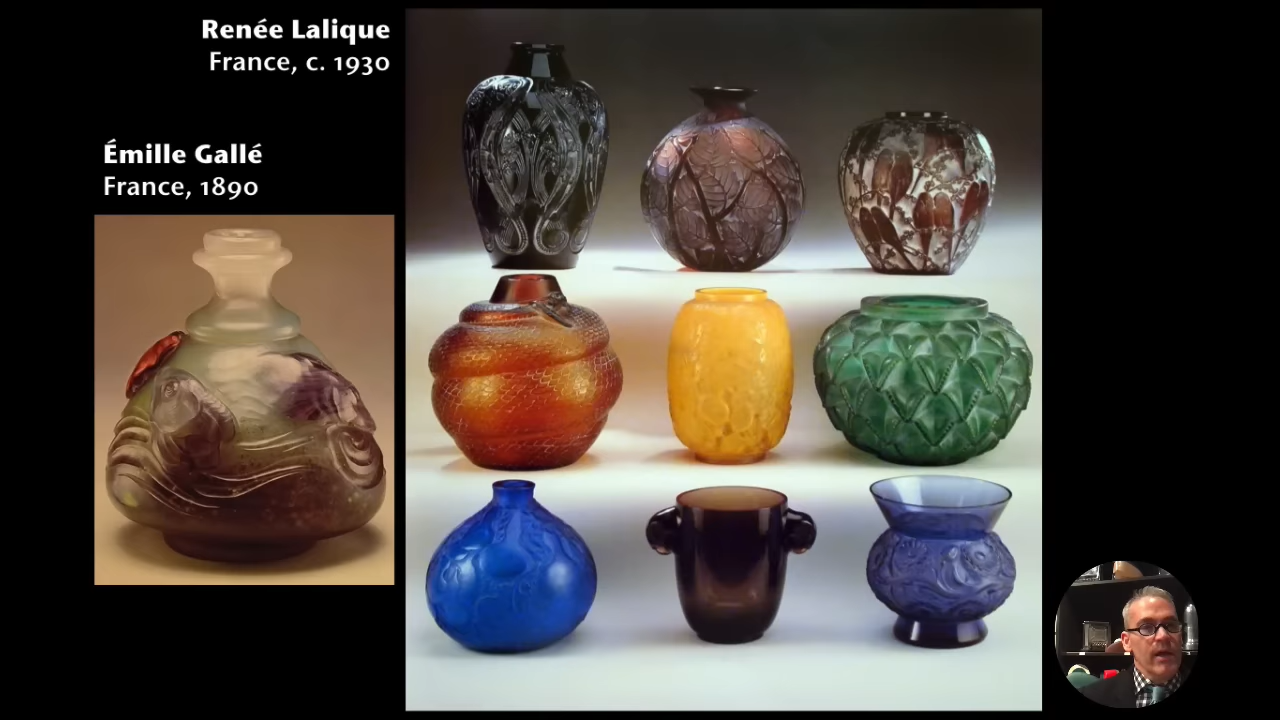 Renée Lalique
France, c. 1930
Émille Gallé
France, 1890